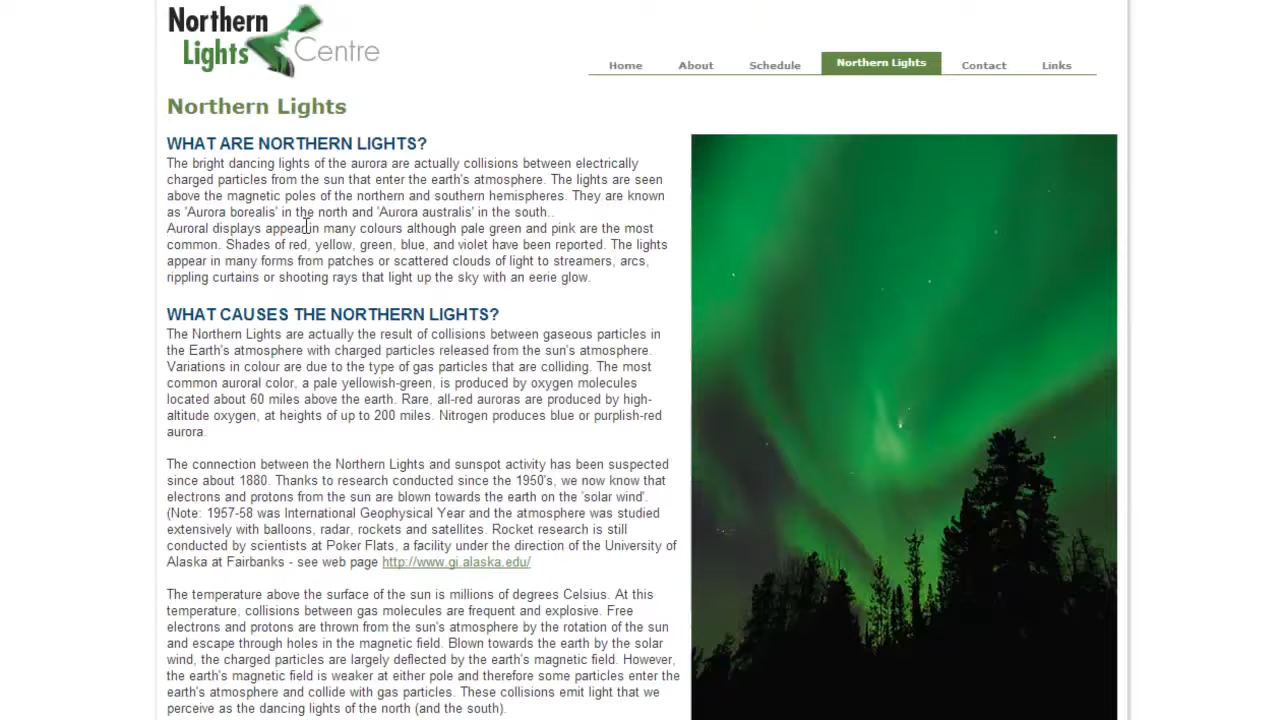 Northern
Lights Centre
Home About Schedule Northern Lights Contact Links
Northern Lights
WHAT ARE NORTHERN LIGHTS?
The bright dancing lights of the aurora are actually collisions between electrically
charged particles from the sun that enter the earth's atmosphere. The lights are seen
above the magnetic poles of the northern and southern hemispheres. They are known
as 'Aurora borealis' in the north and 'Aurora australis' in the south..
Auroral displays appear in many colours although pale green and pink are the most
common. Shades of red, yellow, green, blue, and violet have been reported. The lights
appear in many forms from patches or scattered clouds of light to streamers, arcs,
rippling curtains or shooting rays that light up the sky with an eerie glow.
WHAT CAUSES THE NORTHERN LIGHTS?
The Northern Lights are actually the result of collisions between gaseous particles in
the Earth's atmosphere with charged particles released from the sun's atmosphere.
Variations in colour are due to the type of gas particles that are colliding. The most
common auroral color, a pale yellowish-green, is produced by oxygen molecules
located about 60 miles above the earth. Rare, all-red auroras are produced by high-
altitude oxygen, at heights of up to 200 miles. Nitrogen produces blue or purplish-red
aurora.
The connection between the Northern Lights and sunspot activity has been suspected
since about 1880. Thanks to research conducted since the 1950's, we now know that
electrons and protons from the sun are blown towards the earth on the 'solar wind'.
(Note: 1957-58 was International Geophysical Year and the atmosphere was studied
extensively with balloons, radar, rockets and satellites. Rocket research is still
conducted by scientists at Poker Flats, a facility under the direction of the University of
Alaska at Fairbanks - see web page http://www.gi.alaska.edu/
The temperature above the surface of the sun is millions of degrees Celsius. At this
temperature, collisions between gas molecules are frequent and explosive. Free
electrons and protons are thrown from the sun's atmosphere by the rotation of the sun
and escape through holes in the magnetic field. Blown towards the earth by the solar
wind, the charged particles are largely deflected by the earth's magnetic field. However,
the earth's magnetic field is weaker at either pole and therefore some particles enter the
earth's atmosphere and collide with gas particles. These collisions emit light that we
perceive as the dancing lights of the north (and the south).